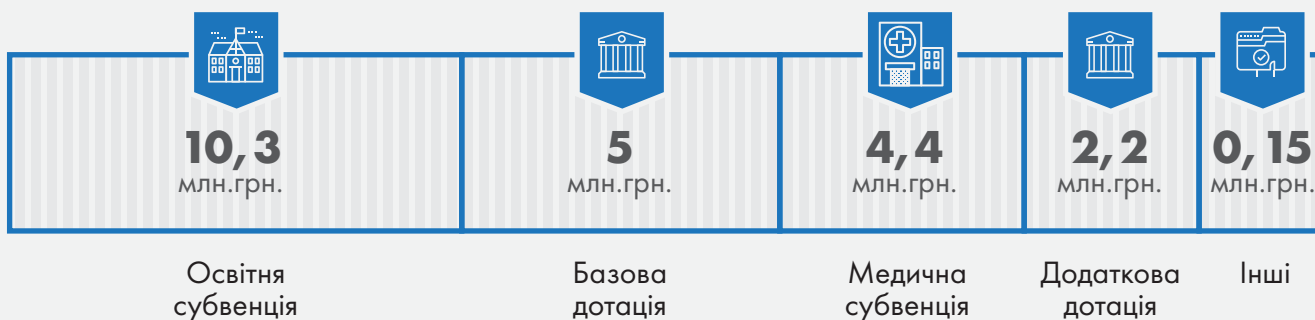 10,3
млн.грн.
5
млн.грн.
4,4
млн.грн.
2,2
млн.грн.
0,15
млн.грн.
Освітня
субвенція
Базова
дотація
Медична
субвенція
Додаткова
дотація
Інші